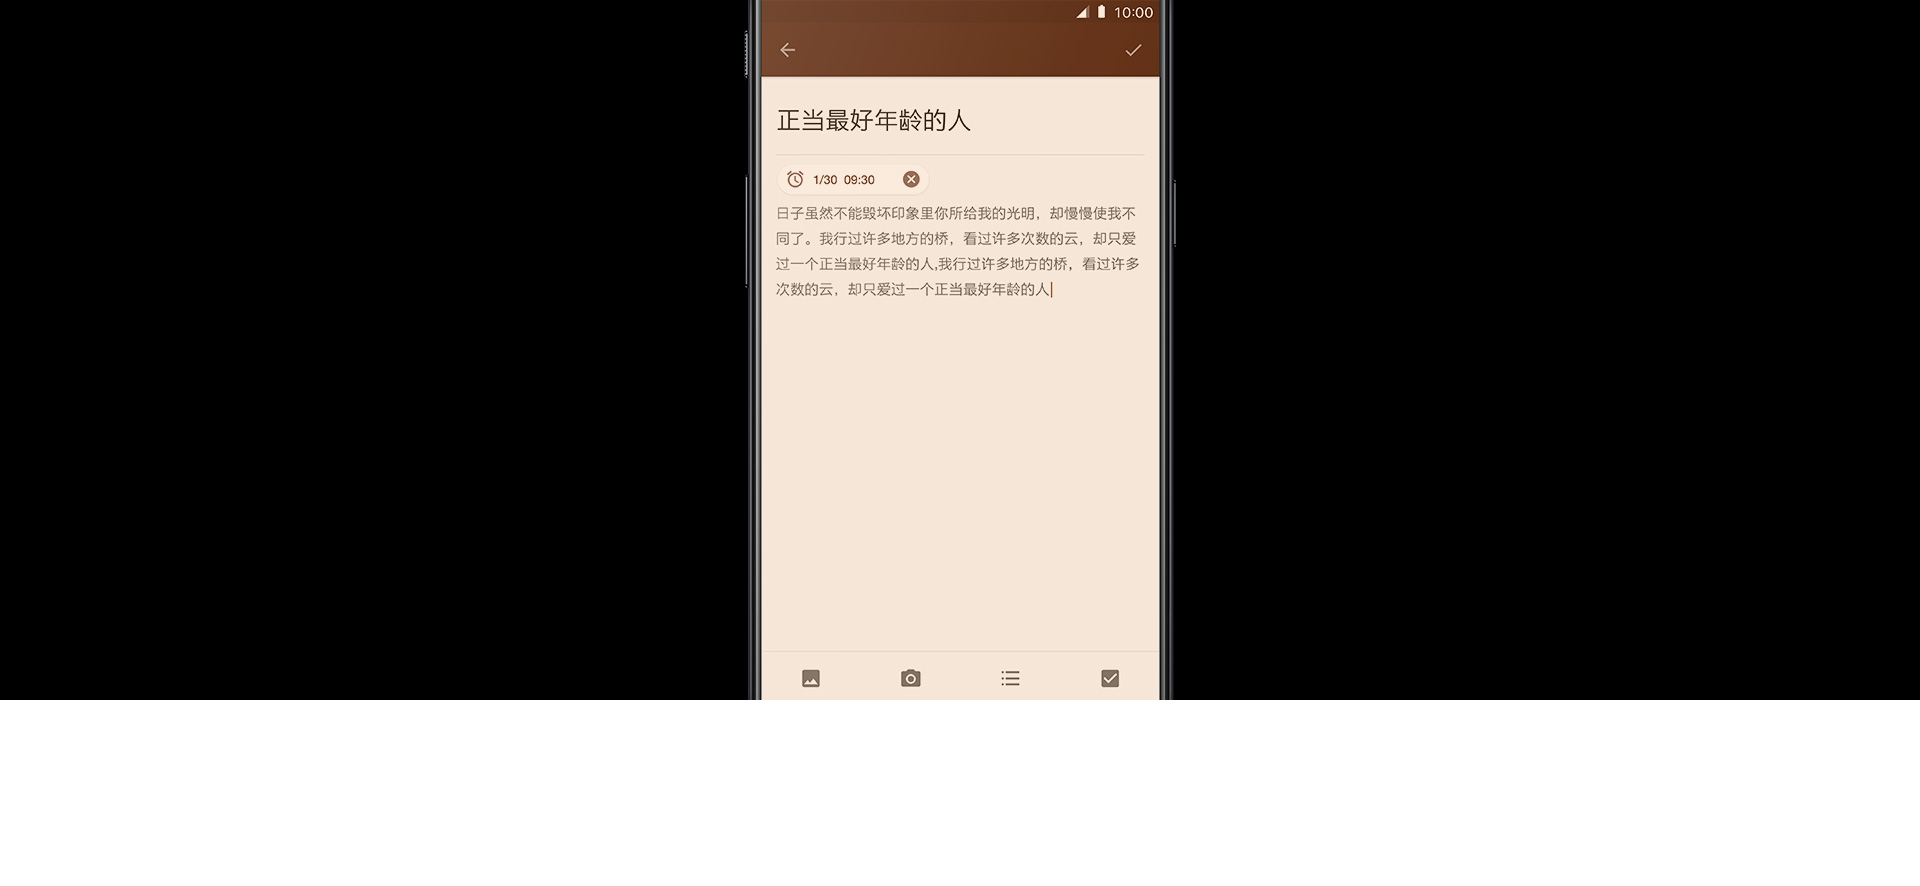 10:00
正当最好年龄的人
1/30 09:30
日子虽然不能毁坏印象里你所给我的光明，却慢慢使我不
同了。我行过许多地方的桥，看过许多次数的云，却只爱
过一个正当最好年龄的人,我行过许多地方的桥，看过许多
次数的云，却只爱过一个正当最好年龄的人